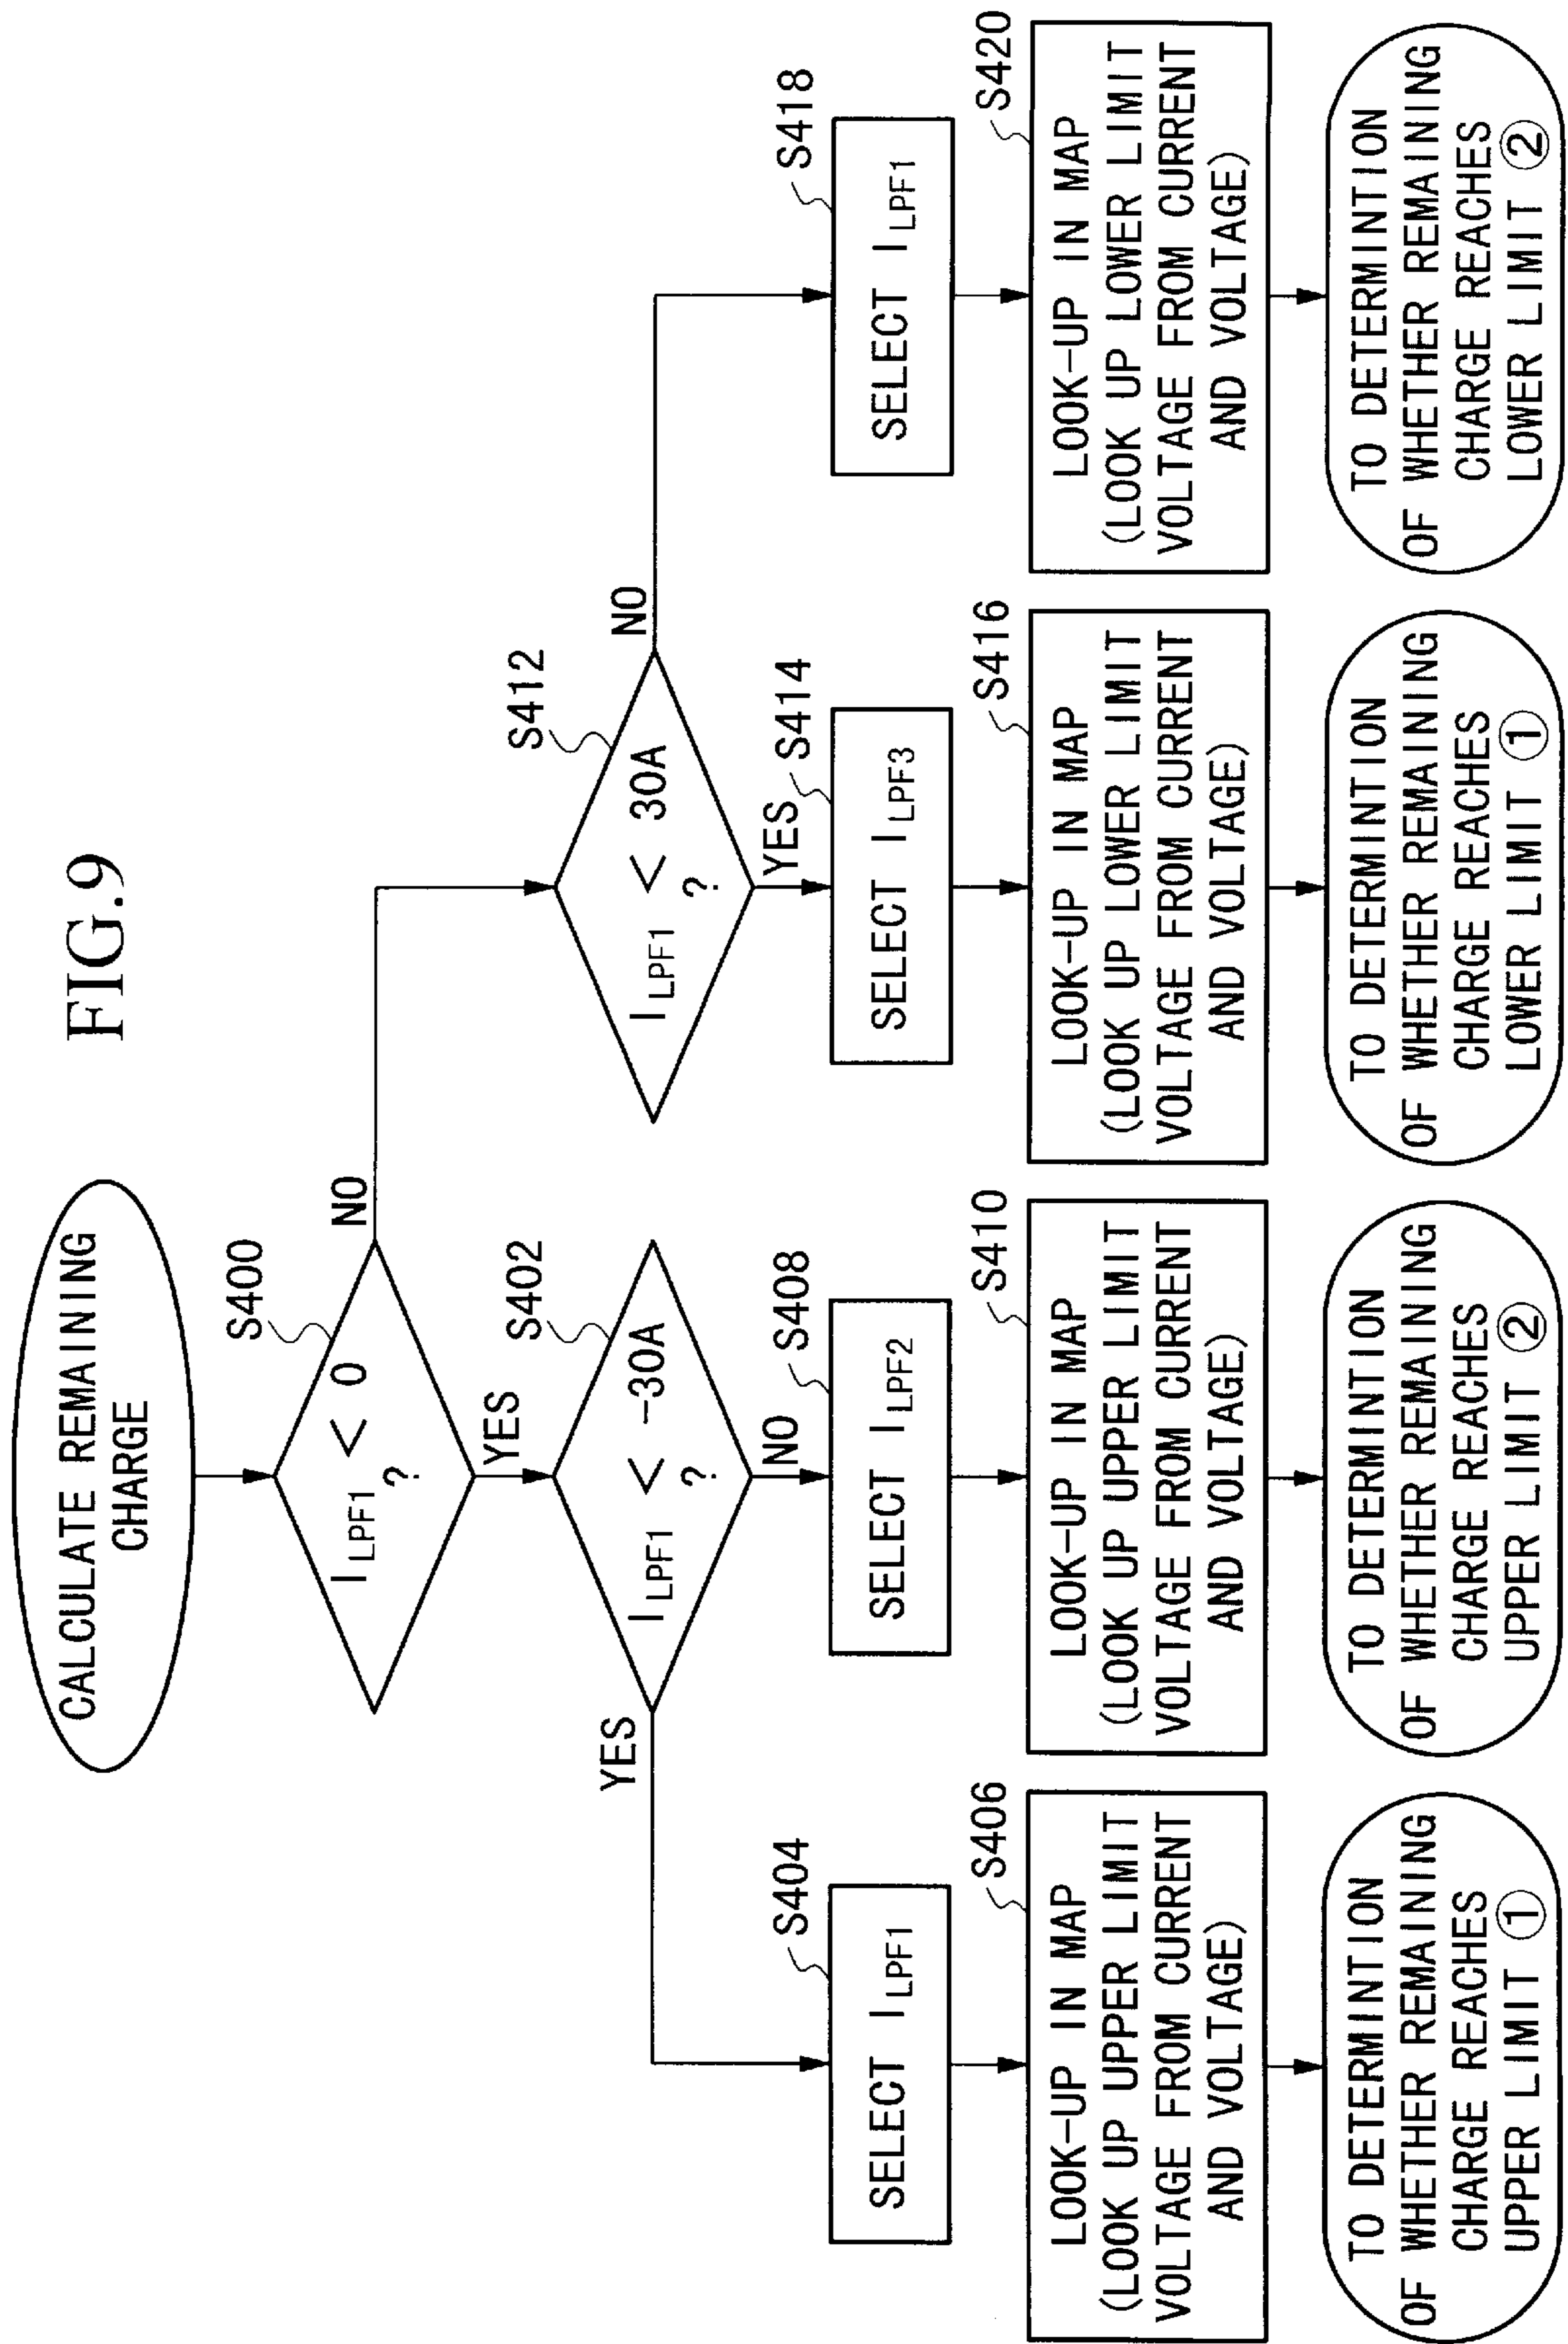 FIG.9
CALCULATE REMAINING
CHARGE
S400
I LPF1 < 0
?
NO
YES
S402
I LPF1 < -30A
?
YES
NO
S412
I LPF1 < 30A
?
NO
YES
S404
SELECT I LPF1
S408
SELECT I LPF2
S414
SELECT I LPF3
S418
SELECT I LPF1
S406
LOOK-UP IN MAP
(LOOK UP UPPER LIMIT
VOLTAGE FROM CURRENT
AND VOLTAGE)
S410
LOOK-UP IN MAP
(LOOK UP UPPER LIMIT
VOLTAGE FROM CURRENT
AND VOLTAGE)
S416
LOOK-UP IN MAP
(LOOK UP LOWER LIMIT
VOLTAGE FROM CURRENT
AND VOLTAGE)
S420
LOOK-UP IN MAP
(LOOK UP LOWER LIMIT
VOLTAGE FROM CURRENT
AND VOLTAGE)
TO DETERMINTION
OF WHETHER REMAINING
CHARGE REACHES
UPPER LIMIT ①
TO DETERMINTION
OF WHETHER REMAINING
CHARGE REACHES
UPPER LIMIT ②
TO DETERMINTION
OF WHETHER REMAINING
CHARGE REACHES
LOWER LIMIT ①
TO DETERMINTION
OF WHETHER REMAINING
CHARGE REACHES
LOWER LIMIT ②